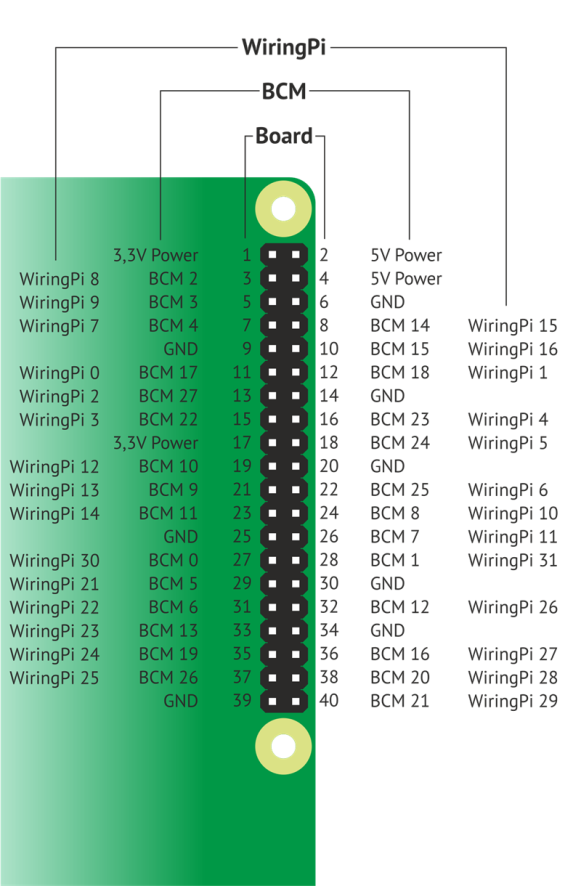 WiringPi
BCM
Board
3,3V Power 1 2 5V Power
WiringPi 8 BCM 2 3 4 5V Power
WiringPi 9 BCM 3 5 6 GND
WiringPi 7 BCM 4 7 8 BCM 14 WiringPi 15
GND 9 10 BCM 15 WiringPi 16
WiringPi 0 BCM 17 11 12 BCM 18 WiringPi 1
WiringPi 2 BCM 27 13 14 GND
WiringPi 3 BCM 22 15 16 BCM 23 WiringPi 4
3,3V Power 17 18 BCM 24 WiringPi 5
WiringPi 12 BCM 10 19 20 GND
WiringPi 13 BCM 9 21 22 BCM 25 WiringPi 6
WiringPi 14 BCM 11 23 24 BCM 8 WiringPi 10
GND 25 26 BCM 7 WiringPi 11
WiringPi 30 BCM 0 27 28 BCM 1 WiringPi 31
WiringPi 21 BCM 5 29 30 GND
WiringPi 22 BCM 6 31 32 BCM 12 WiringPi 26
WiringPi 23 BCM 13 33 34 GND
WiringPi 24 BCM 19 35 36 BCM 16 WiringPi 27
WiringPi 25 BCM 26 37 38 BCM 20 WiringPi 28
GND 39 40 BCM 21 WiringPi 29